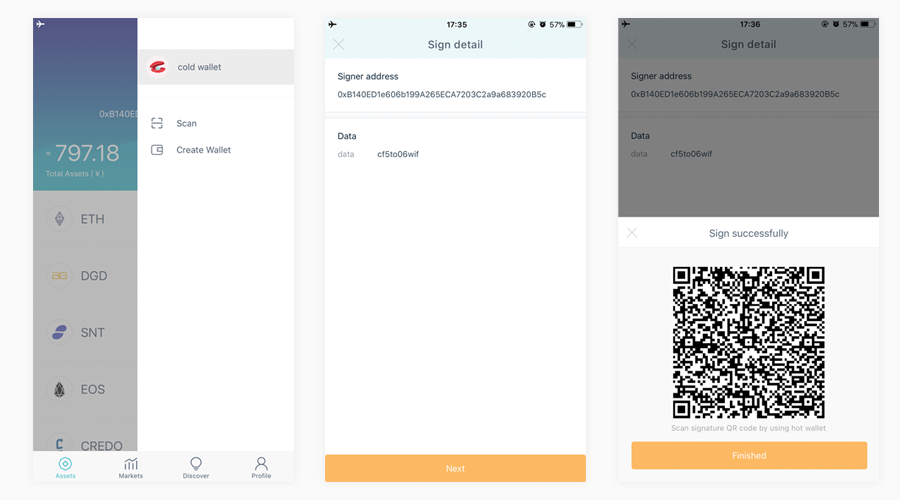 cold wallet
Scan
Create Wallet
0xB140ED
≈ 797.18
Total Assets ( ¥ )
ETH
DGD
SNT
EOS
CREDO
Assets
Markets
Discover
Profile
17:35
57%
Sign detail
Signer address
0xB140ED1e606b199A265ECA7203C2a9a683920B5c
Data
data cf5to06wif
Next
17:36
57%
Sign detail
Signer address
0xB140ED1e606b199A265ECA7203C2a9a683920B5c
Data
data cf5to06wif
Sign successfully
Scan signature QR code by using hot wallet
Finished